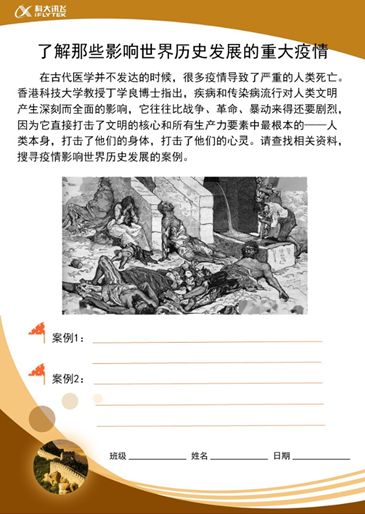 科大讯飞
iFLYTEK
了解那些影响世界历史发展的重大疫情
在古代医学并不发达的时候，很多疫情导致了严重的人类死亡。
香港科技大学教授丁学良博士指出，疾病和传染病流行对人类文明
产生深刻而全面的影响，它往往比战争、革命、暴动来得还要剧烈，
因为它直接打击了文明的核心和所有生产力要素中最根本的——人
类本身，打击了他们的身体，打击了他们的心灵。请查找相关资料，
搜寻疫情影响世界历史发展的案例。
案例1：
案例2：
班级 姓名 日期